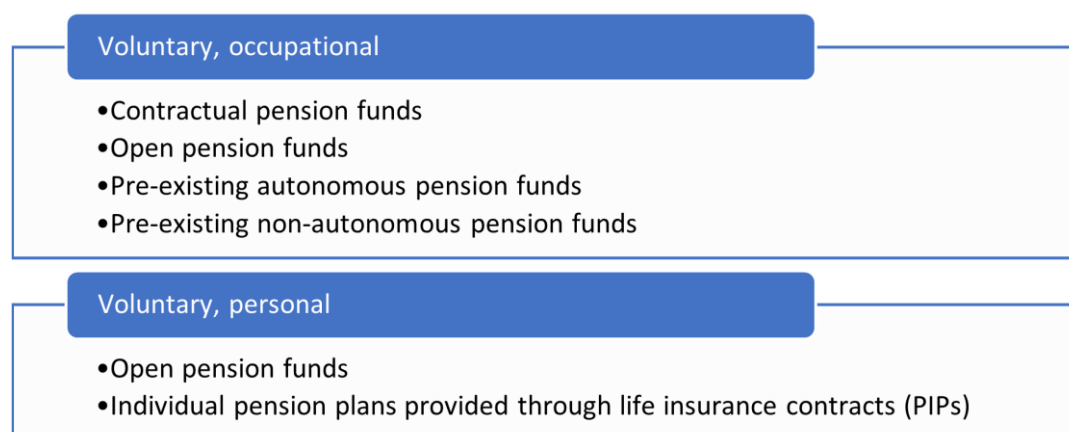 Voluntary, occupational
•Contractual pension funds
•Open pension funds
•Pre-existing autonomous pension funds
•Pre-existing non-autonomous pension funds
Voluntary, personal
•Open pension funds
•Individual pension plans provided through life insurance contracts (PIPs)